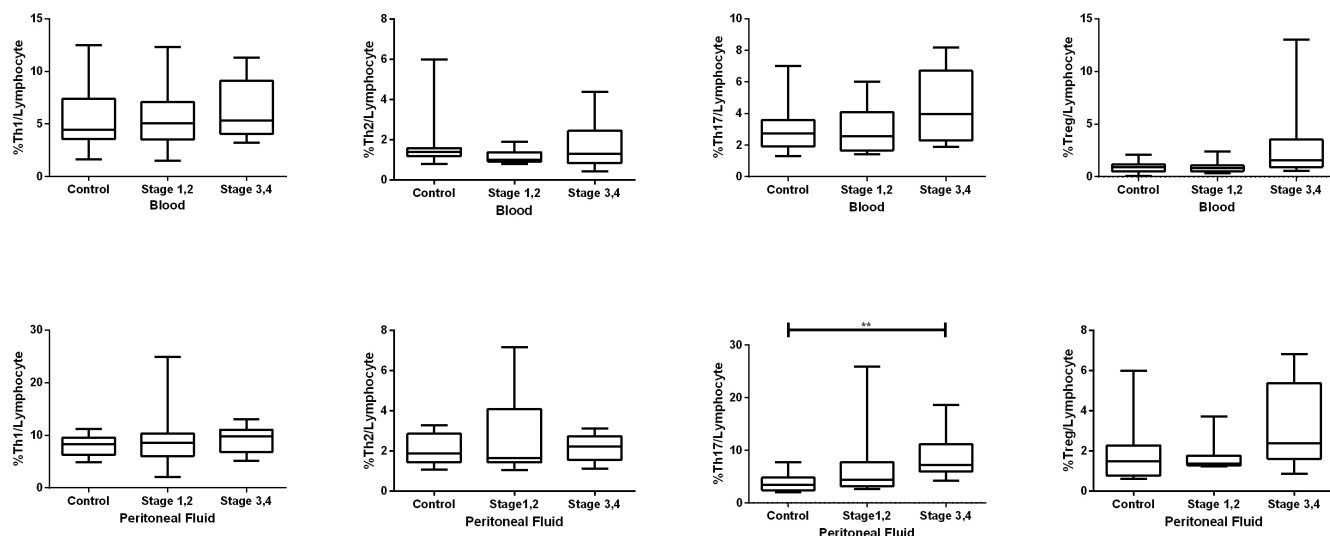 %Th1/Lymphocyte
15
10
5
0
Control Stage 1,2 Stage 3,4
Blood
%Th2/Lymphocyte
8
6
4
2
0
Control Stage 1,2 Stage 3,4
Blood
%Th17/Lymphocyte
10
8
6
4
2
0
Control Stage 1,2 Stage 3,4
Blood
%Treg/Lymphocyte
15
10
5
0
Control Stage 1,2 Stage 3,4
Blood
%Th1/Lymphocyte
30
20
10
0
Control Stage 1,2 Stage 3,4
Peritoneal Fluid
%Th2/Lymphocyte
8
6
4
2
0
Control Stage 1,2 Stage 3,4
Peritoneal Fluid
**
%Th17/Lymphocyte
30
20
10
0
Control Stage1,2 Stage 3,4
Peritoneal Fluid
%Treg/Lymphocyte
8
6
4
2
0
Control Stage 1,2 Stage 3,4
Peritoneal Fluid